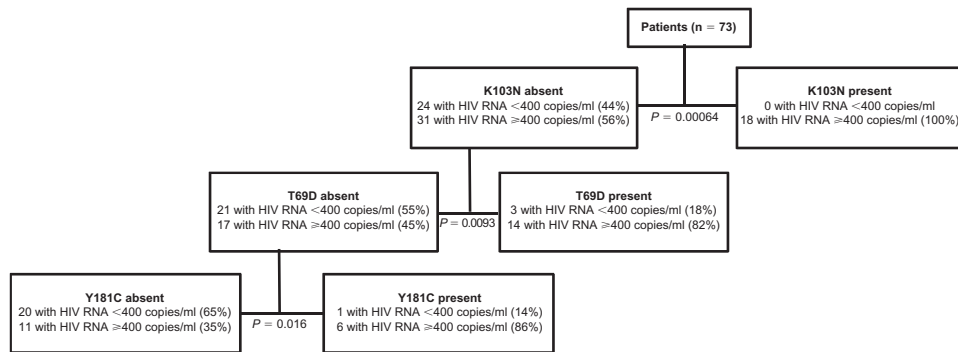 Patients (n = 73)
K103N absent
24 with HIV RNA <400 copies/ml (44%)
31 with HIV RNA ≥400 copies/ml (56%)
P = 0.00064
K103N present
0 with HIV RNA <400 copies/ml
18 with HIV RNA ≥400 copies/ml (100%)
T69D absent
21 with HIV RNA <400 copies/ml (55%)
17 with HIV RNA ≥400 copies/ml (45%)
P = 0.0093
T69D present
3 with HIV RNA <400 copies/ml (18%)
14 with HIV RNA ≥400 copies/ml (82%)
Y181C absent
20 with HIV RNA <400 copies/ml (65%)
11 with HIV RNA ≥400 copies/ml (35%)
P = 0.016
Y181C present
1 with HIV RNA <400 copies/ml (14%)
6 with HIV RNA ≥400 copies/ml (86%)